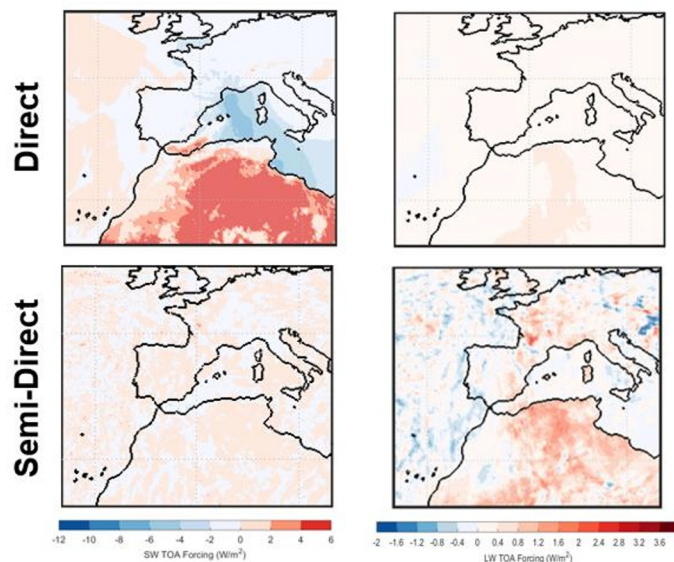 Direct
Semi-Direct
-12 -10 -8 -6 -4 -2 0 2 4 6
SW TOA Forcing (W/m²)
-2 -1.6 -1.2 -0.8 -0.4 0 0.4 0.8 1.2 1.6 2 2.4 2.8 3.2 3.6
LW TOA Forcing (W/m²)